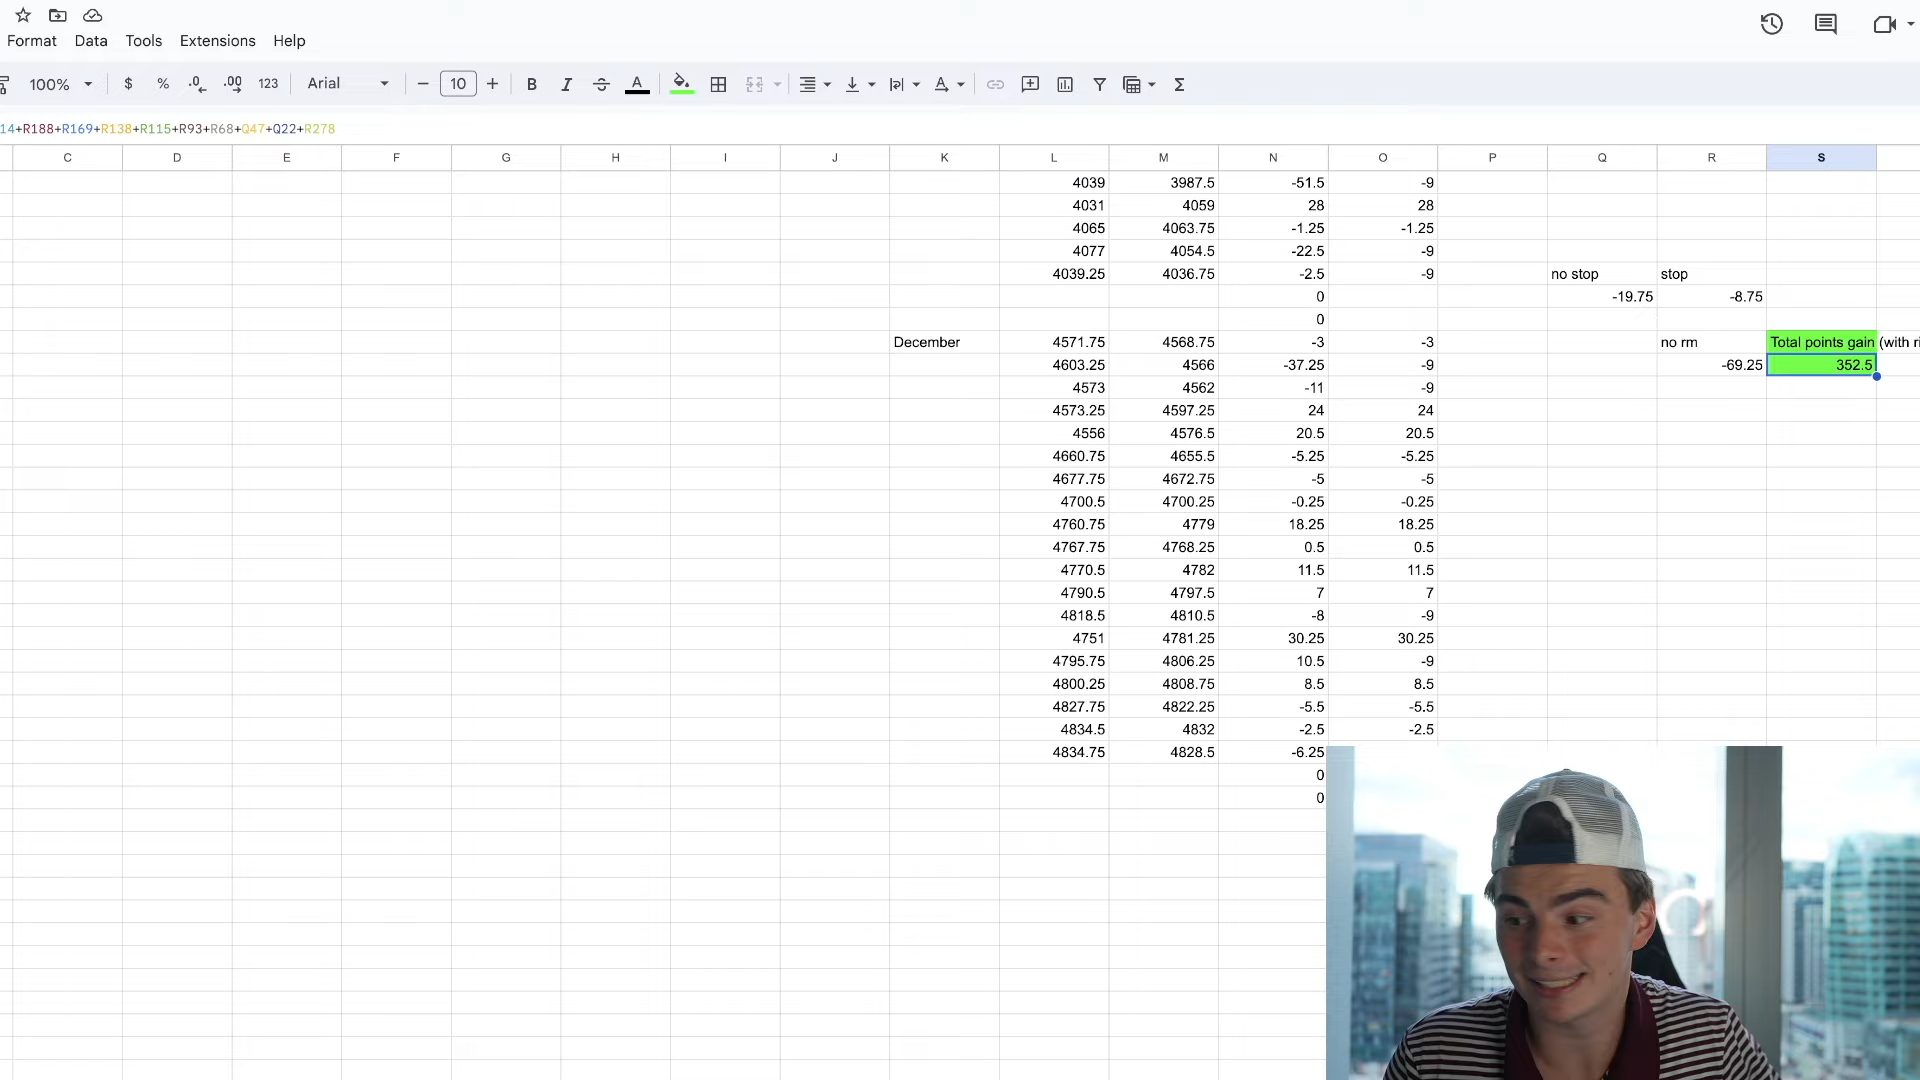 Format Data Tools Extensions Help
100% $ % .0 .00 123 Arial 10 B I A
14+R188+R169+R138+R115+R93+R68+Q47+Q22+R278
C D E F G H I J K L M N O P Q R S
4039 3987.5 -51.5 -9
4031 4059 28 28
4065 4063.75 -1.25 -1.25
4077 4054.5 -22.5 -9
4039.25 4036.75 -2.5 -9 no stop stop
0 -19.75 -8.75
0
December 4571.75 4568.75 -3 -3 no rm Total points gain (with ri
4603.25 4566 -37.25 -9 -69.25 352.5
4573 4562 -11 -9
4573.25 4597.25 24 24
4556 4576.5 20.5 20.5
4660.75 4655.5 -5.25 -5.25
4677.75 4672.75 -5 -5
4700.5 4700.25 -0.25 -0.25
4760.75 4779 18.25 18.25
4767.75 4768.25 0.5 0.5
4770.5 4782 11.5 11.5
4790.5 4797.5 7 7
4818.5 4810.5 -8 -9
4751 4781.25 30.25 30.25
4795.75 4806.25 10.5 -9
4800.25 4808.75 8.5 8.5
4827.75 4822.25 -5.5 -5.5
4834.5 4832 -2.5 -2.5
4834.75 4828.5 -6.25
0
0